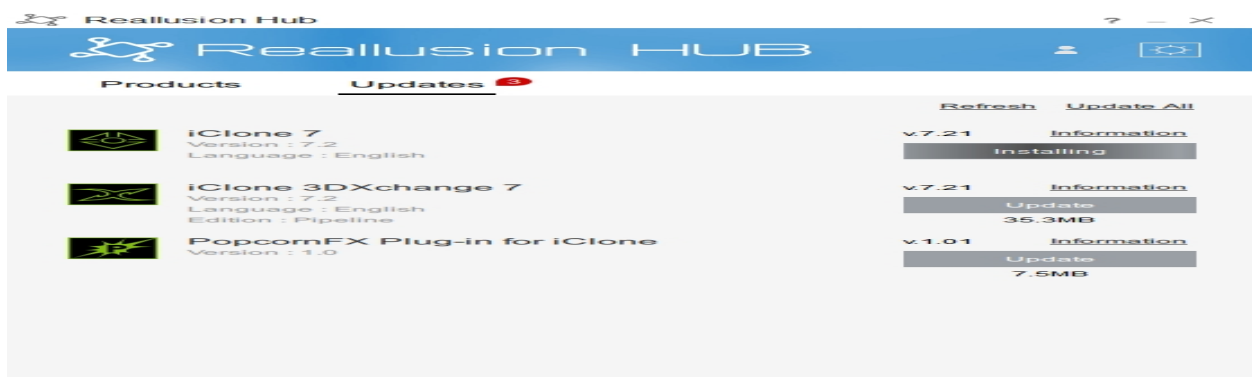 Reallusion Hub ? _ ×
Reallusion HUB
Products Updates 3
Refresh Update All
iClone 7 v.7.21 Information
Version : 7.2
Language : English Installing
iClone 3DXchange 7 v.7.21 Information
Version : 7.2
Language : English Update
Edition : Pipeline 35.3MB
PopcornFX Plug-in for iClone v.1.01 Information
Version : 1.0 Update
7.5MB